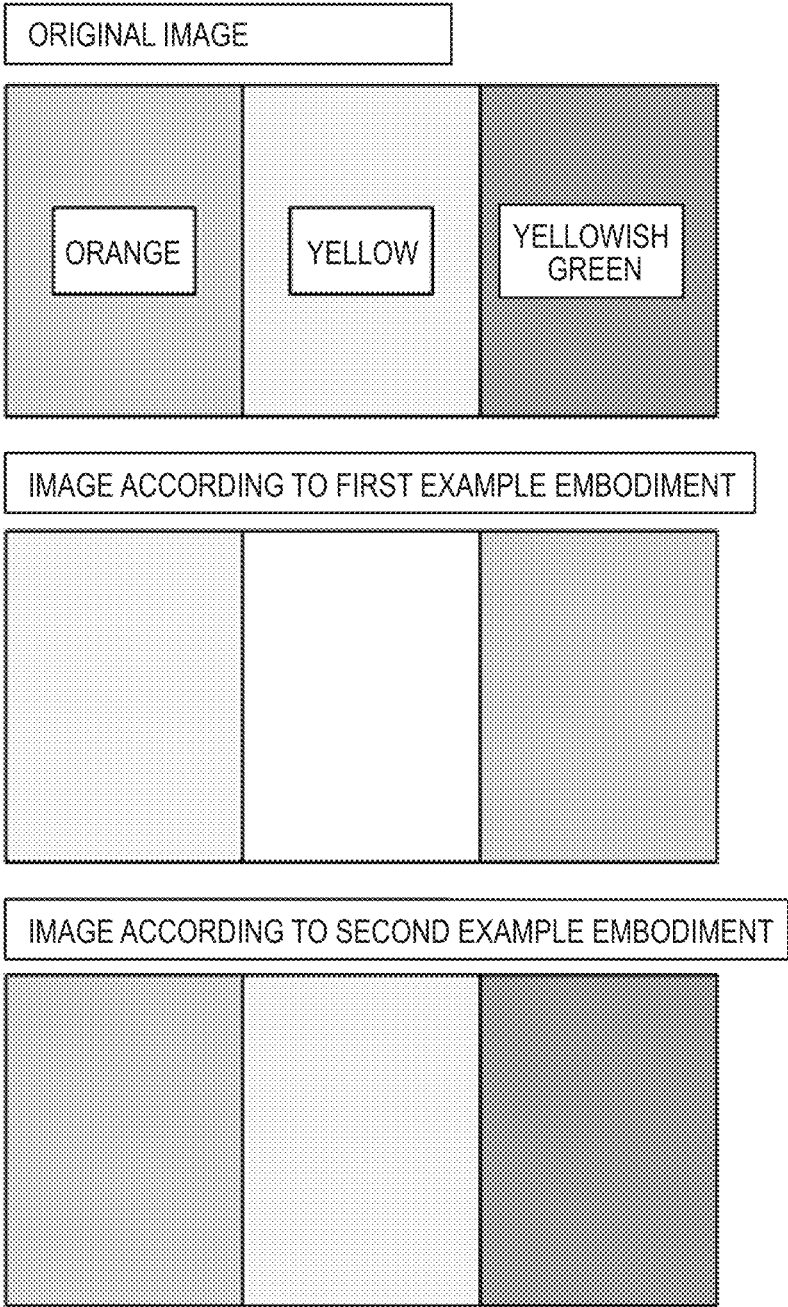 ORIGINAL IMAGE
ORANGE
YELLOW
YELLOWISH
GREEN
IMAGE ACCORDING TO FIRST EXAMPLE EMBODIMENT
IMAGE ACCORDING TO SECOND EXAMPLE EMBODIMENT